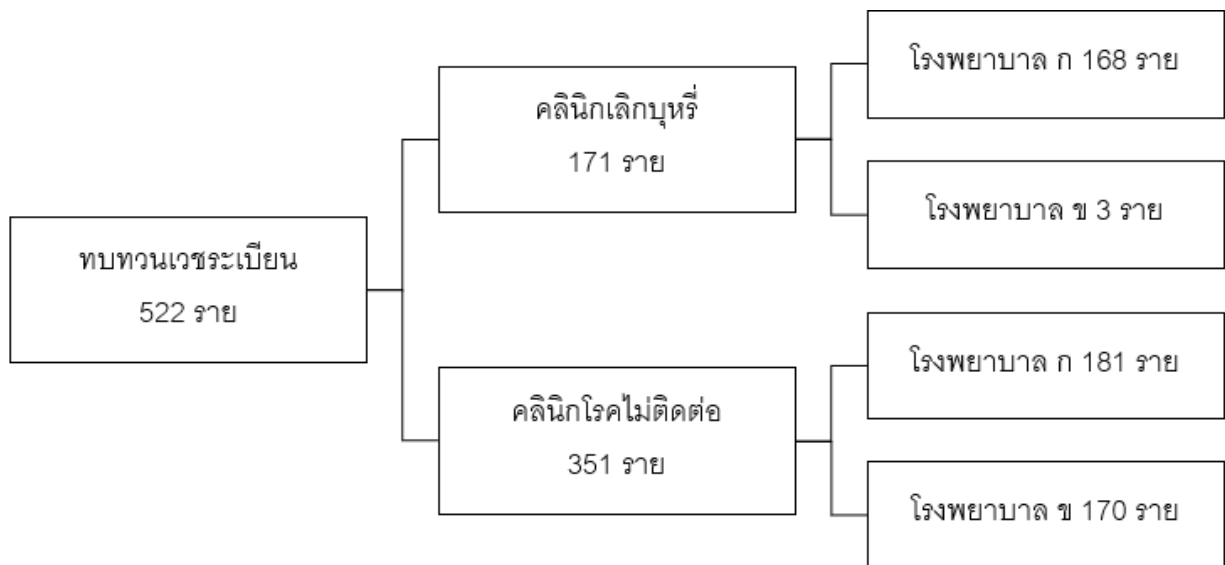 ทบทวนเวชระเบียน
522 ราย
คลินิกเลิกบุหรี่
171 ราย
โรงพยาบาล ก 168 ราย
โรงพยาบาล ข 3 ราย
คลินิกโรคไม่ติดต่อ
351 ราย
โรงพยาบาล ก 181 ราย
โรงพยาบาล ข 170 ราย